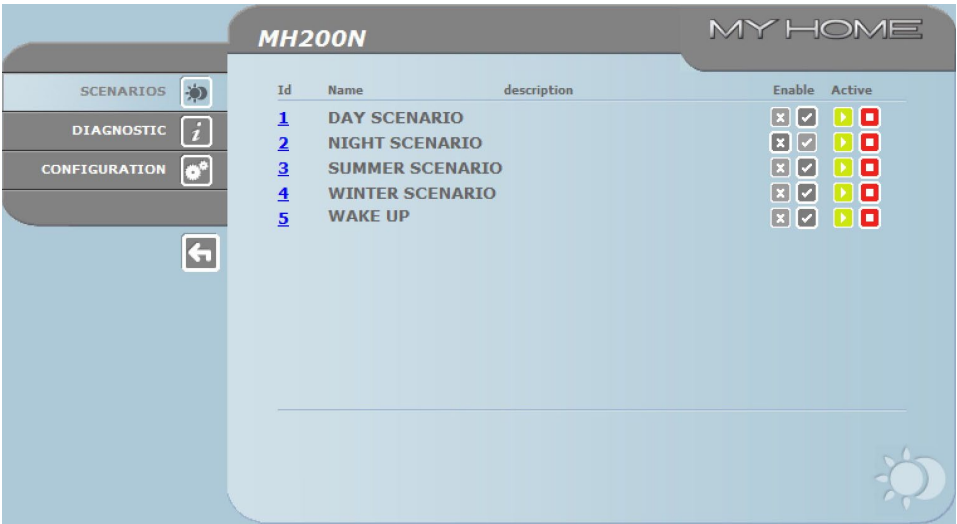 MH200N
MY HOME
SCENARIOS
DIAGNOSTIC
CONFIGURATION
Id Name description Enable Active
1 DAY SCENARIO
2 NIGHT SCENARIO
3 SUMMER SCENARIO
4 WINTER SCENARIO
5 WAKE UP